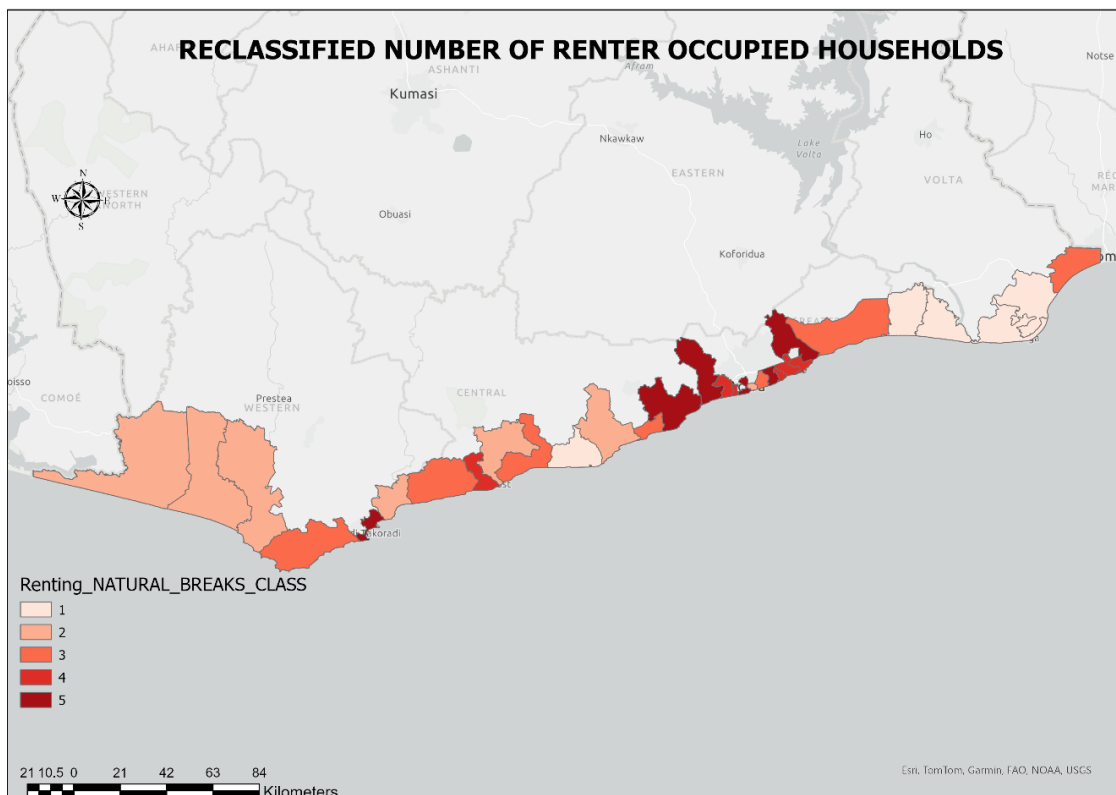 RECLASSIFIED NUMBER OF RENTER OCCUPIED HOUSEHOLDS
AHAF
ASHANTI
Afram
Notse
Kumasi
Nkawkaw
Ho
Lake
Volta
EASTERN
VOLTA
N
W E
S
WESTERN
NORTH
Obuasi
Koforidua
COMOÉ
Prestea
WESTERN
CENTRAL
Takoradi
Renting_NATURAL_BREAKS_CLASS
1
2
3
4
5
21 10.5 0 21 42 63 84
Kilometers
Esri, TomTom, Garmin, FAO, NOAA, USGS